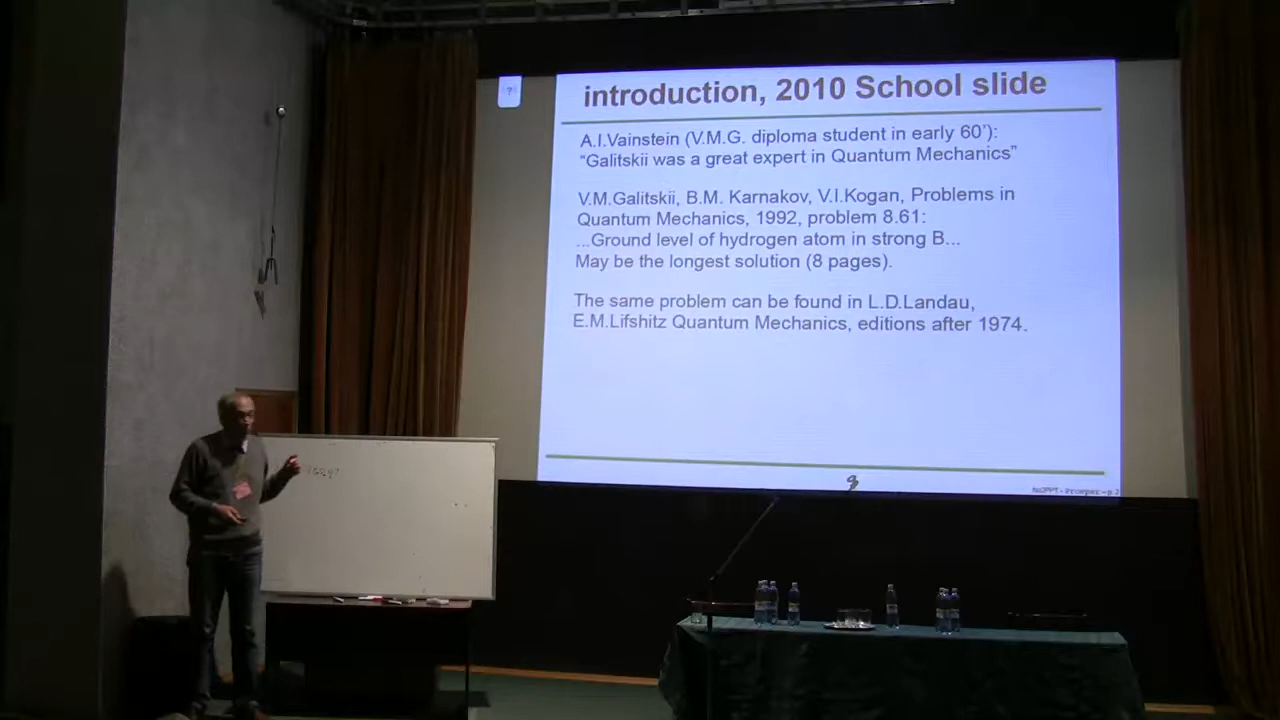 introduction, 2010 School slide
A.I.Vainstein (V.M.G. diploma student in early 60'):
“Galitskii was a great expert in Quantum Mechanics”
V.M.Galitskii, B.M. Karnakov, V.I.Kogan, Problems in
Quantum Mechanics, 1992, problem 8.61:
...Ground level of hydrogen atom in strong B...
May be the longest solution (8 pages).
The same problem can be found in L.D.Landau,
E.M.Lifshitz Quantum Mechanics, editions after 1974.